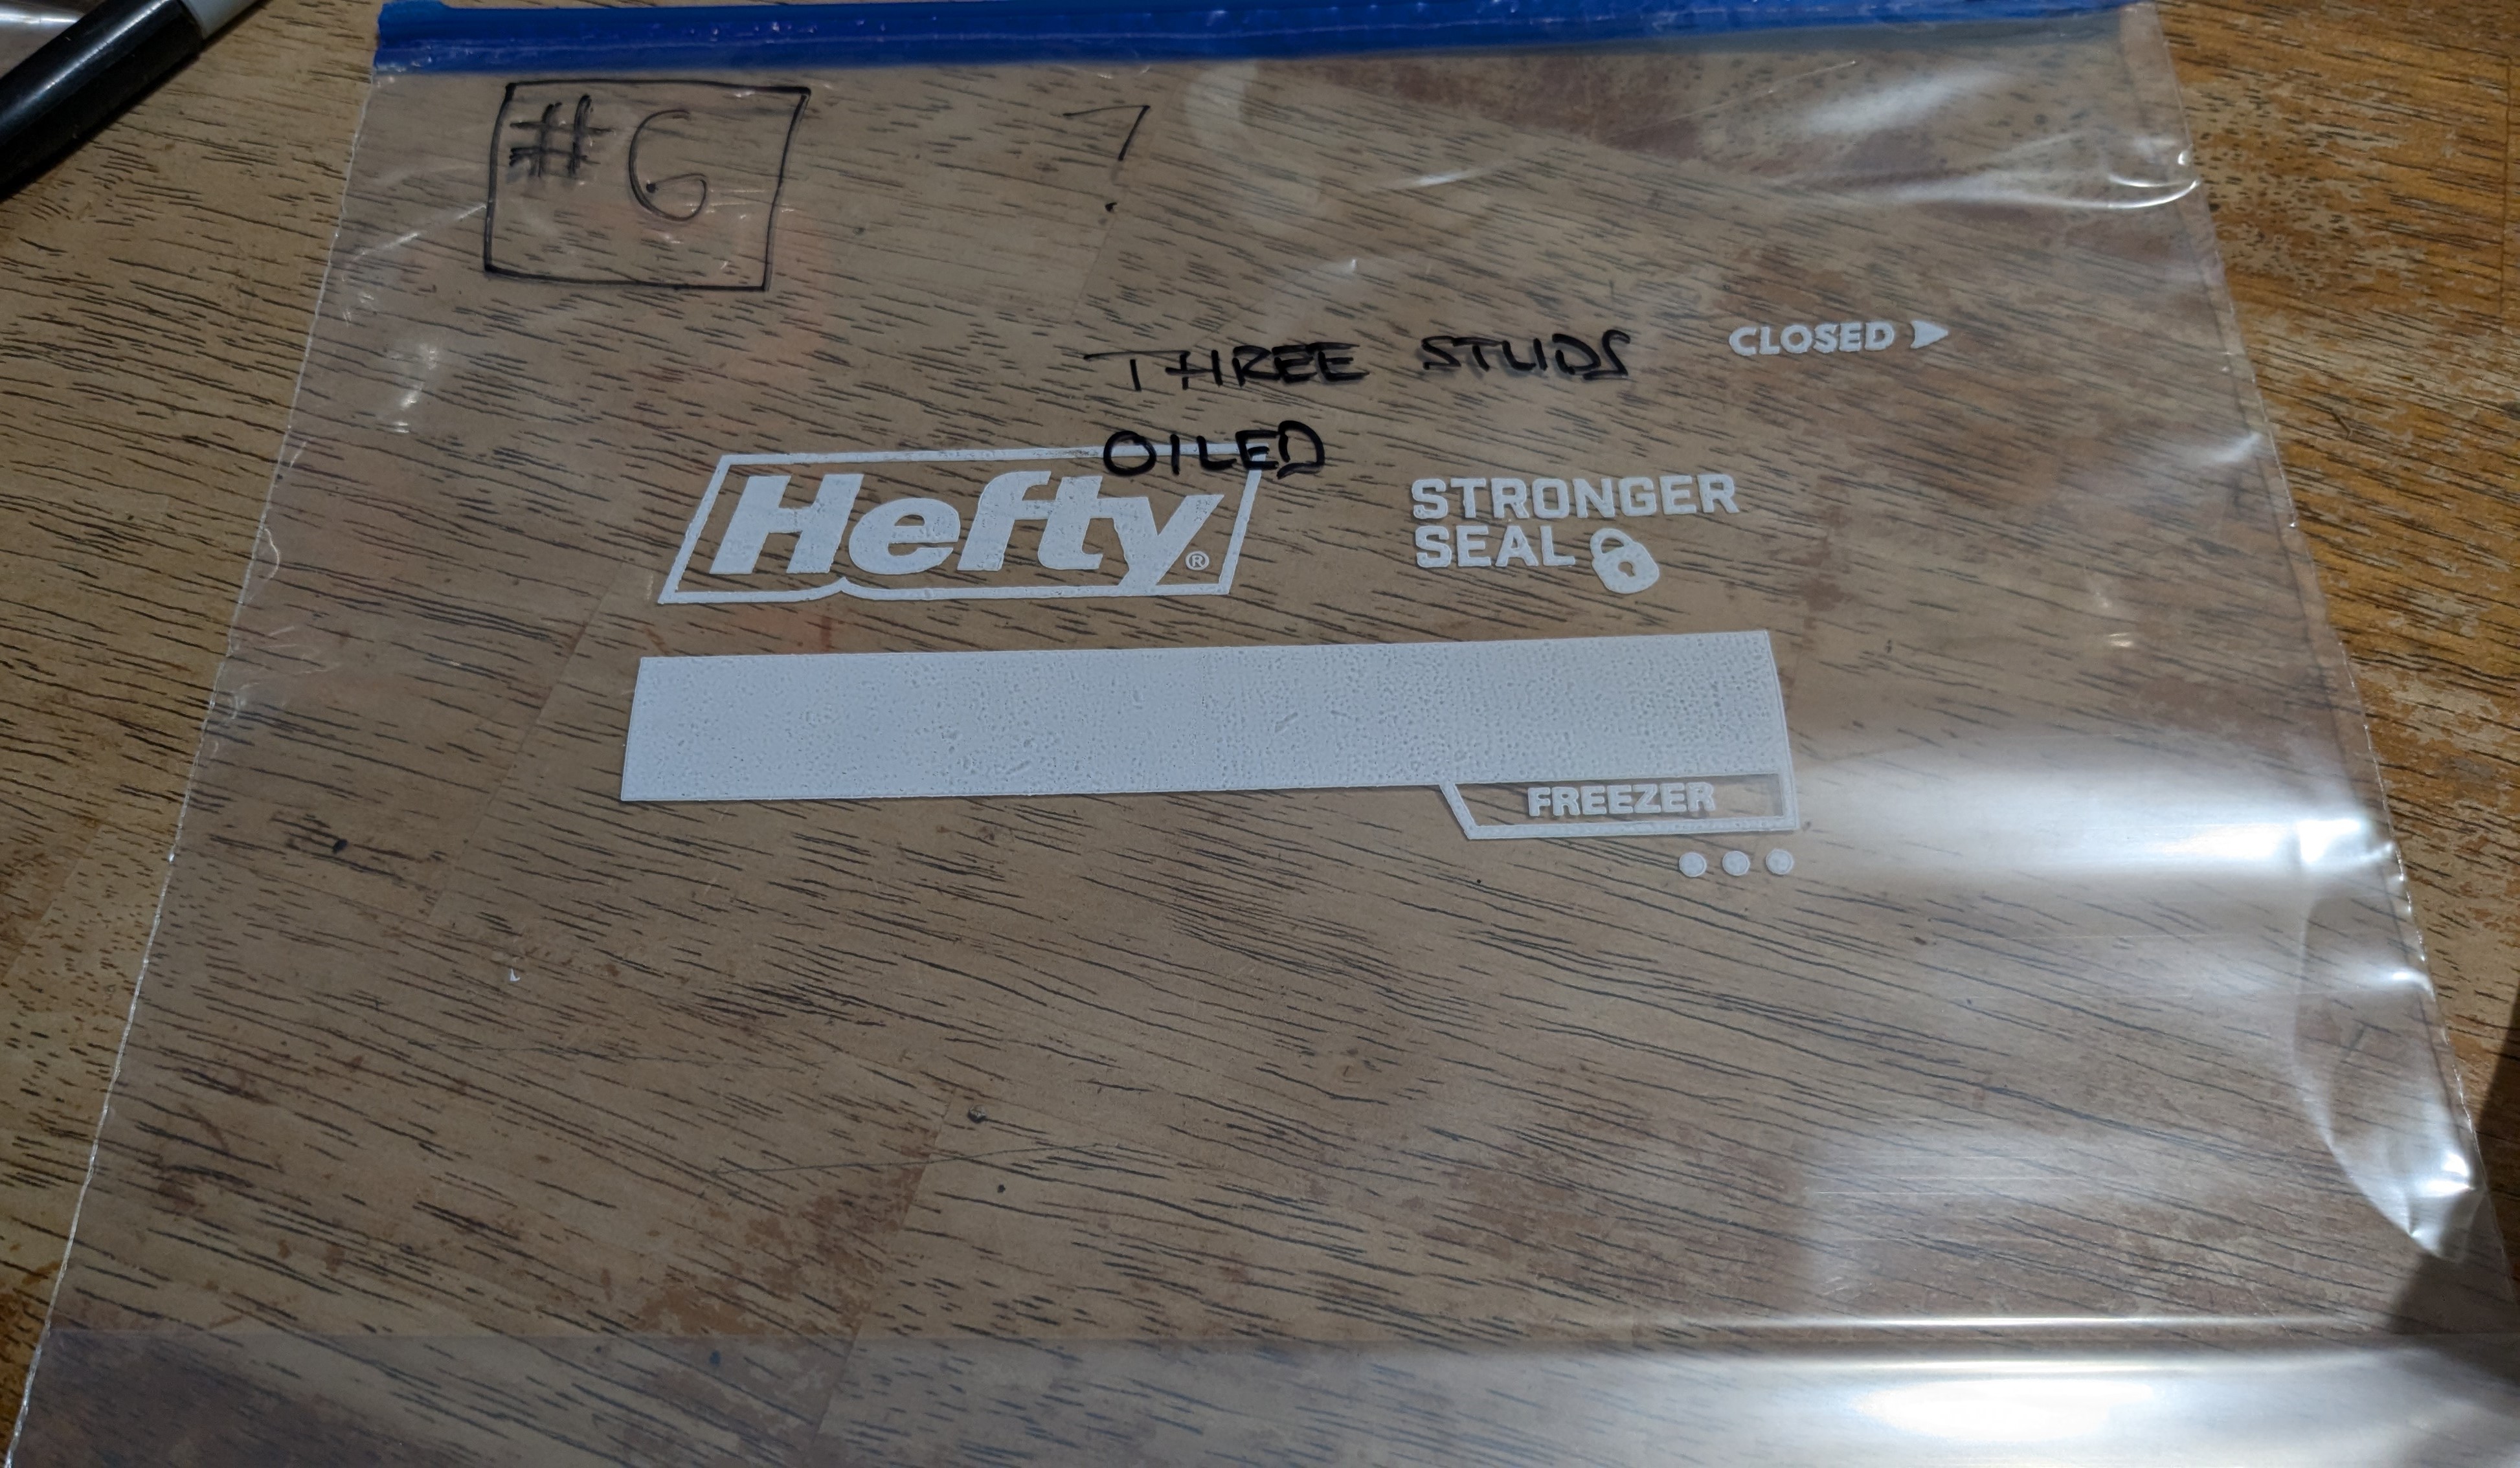 #6
THREE STUDS
CLOSED
OILED
Hefty®
STRONGER
SEAL
FREEZER